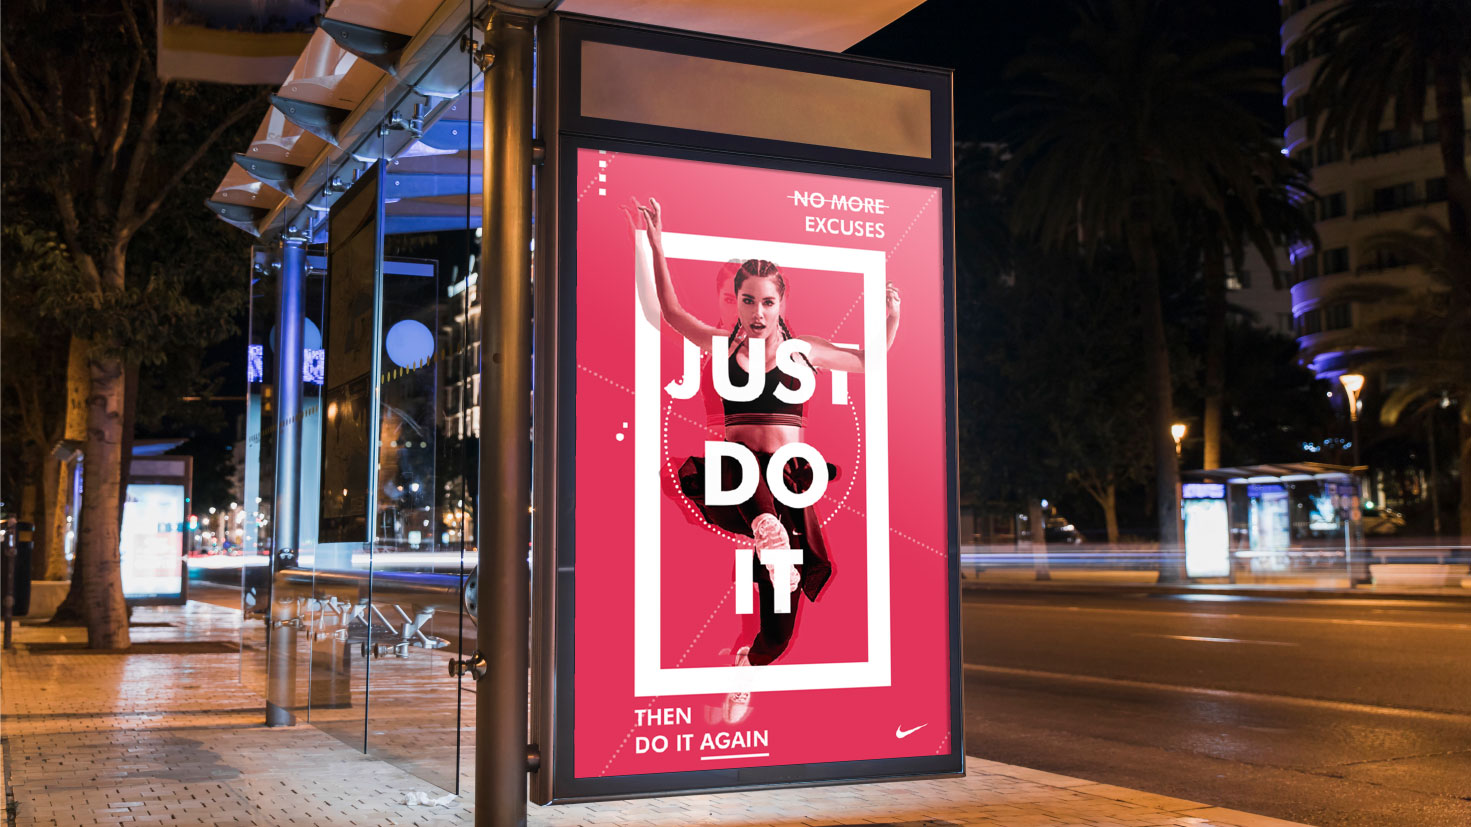 NO MORE
EXCUSES
JUST
DO
IT
THEN
DO IT AGAIN